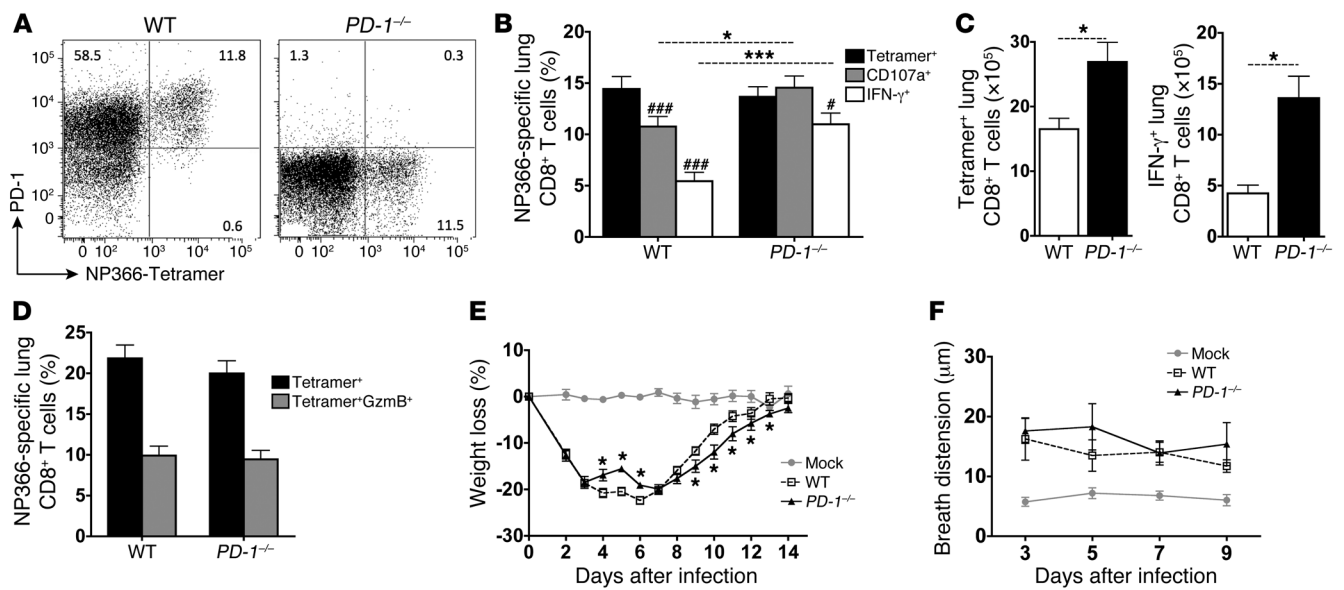 A
WT
PD-1⁻/⁻
58.5
11.8
1.3
0.3
10⁵
10⁴
10³
10²
0
0.6
11.5
0 10² 10³ 10⁴ 10⁵
0 10² 10³ 10⁴ 10⁵
PD-1
NP366-Tetramer
B
NP366-specific lung
CD8⁺ T cells (%)
20
15
10
5
0
*
***
###
###
#
Tetramer⁺
CD107a⁺
IFN-γ⁺
WT
PD-1⁻/⁻
C
Tetramer⁺ lung
CD8⁺ T cells (×10⁵)
30
20
10
0
*
WT PD-1⁻/⁻
IFN-γ⁺ lung
CD8⁺ T cells (×10⁵)
20
15
10
5
0
*
WT PD-1⁻/⁻
D
NP366-specific lung
CD8⁺ T cells (%)
25
20
15
10
5
0
Tetramer⁺
Tetramer⁺GzmB⁺
WT
PD-1⁻/⁻
E
Weight loss (%)
10
0
-10
-20
-30
* * *
* * * * *
Mock
WT
PD-1⁻/⁻
0 2 4 6 8 10 12 14
Days after infection
F
Breath distension (μm)
30
20
10
0
Mock
WT
PD-1⁻/⁻
3 5 7 9
Days after infection